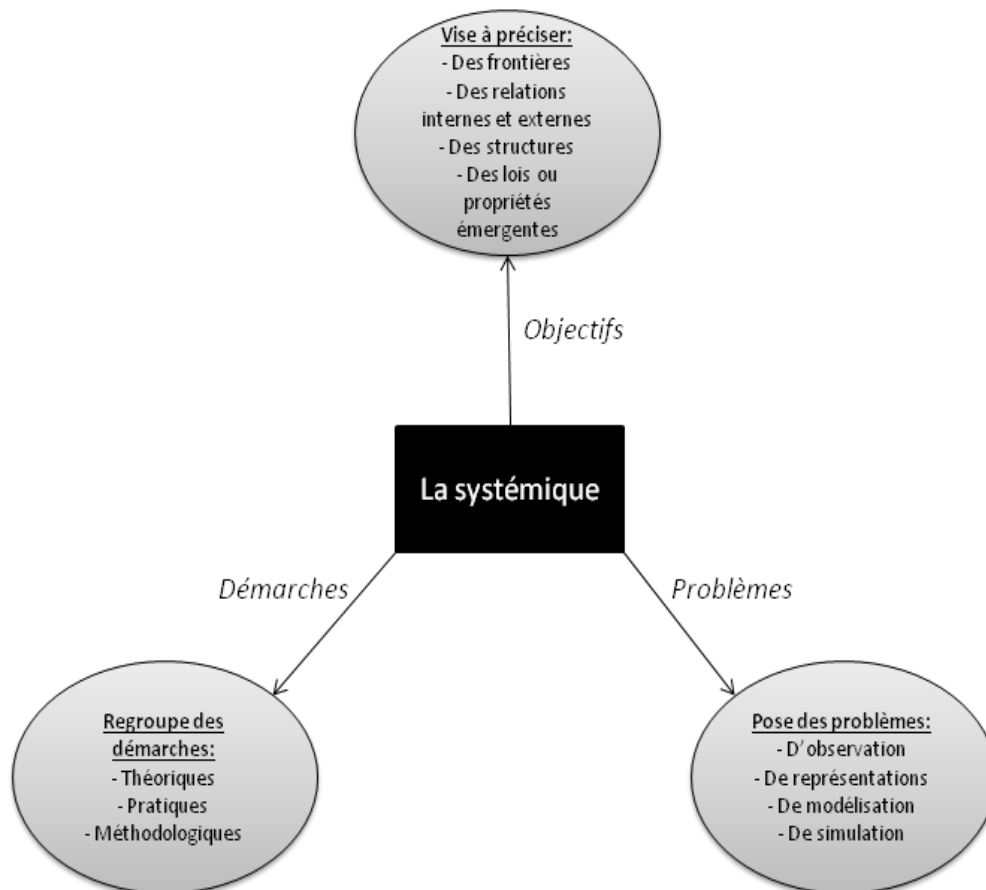 Vise à préciser:
- Des frontières
- Des relations
internes et externes
- Des structures
- Des lois ou
propriétés
émergentes
Objectifs
La systémique
Démarches
Problèmes
Regroupe des
démarches:
- Théoriques
- Pratiques
- Méthodologiques
Pose des problèmes:
- D’observation
- De représentations
- De modélisation
- De simulation